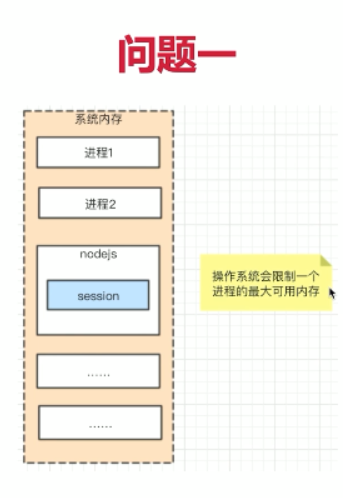 问题一
系统内存
进程1
进程2
nodejs
session
操作系统会限制一个
进程的最大可用内存
……
……